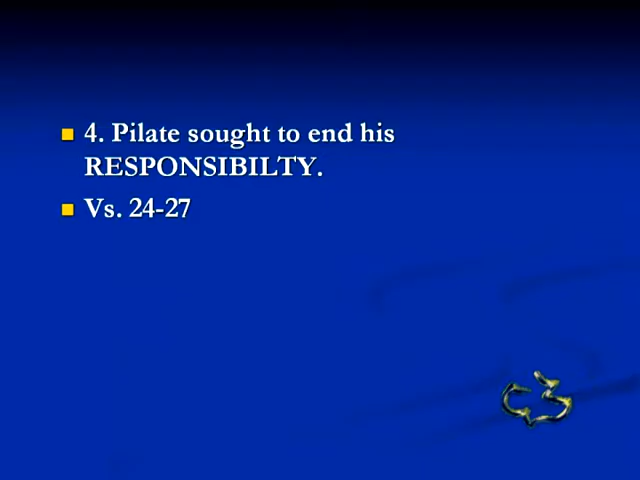 4. Pilate sought to end his
RESPONSIBILTY.
Vs. 24-27